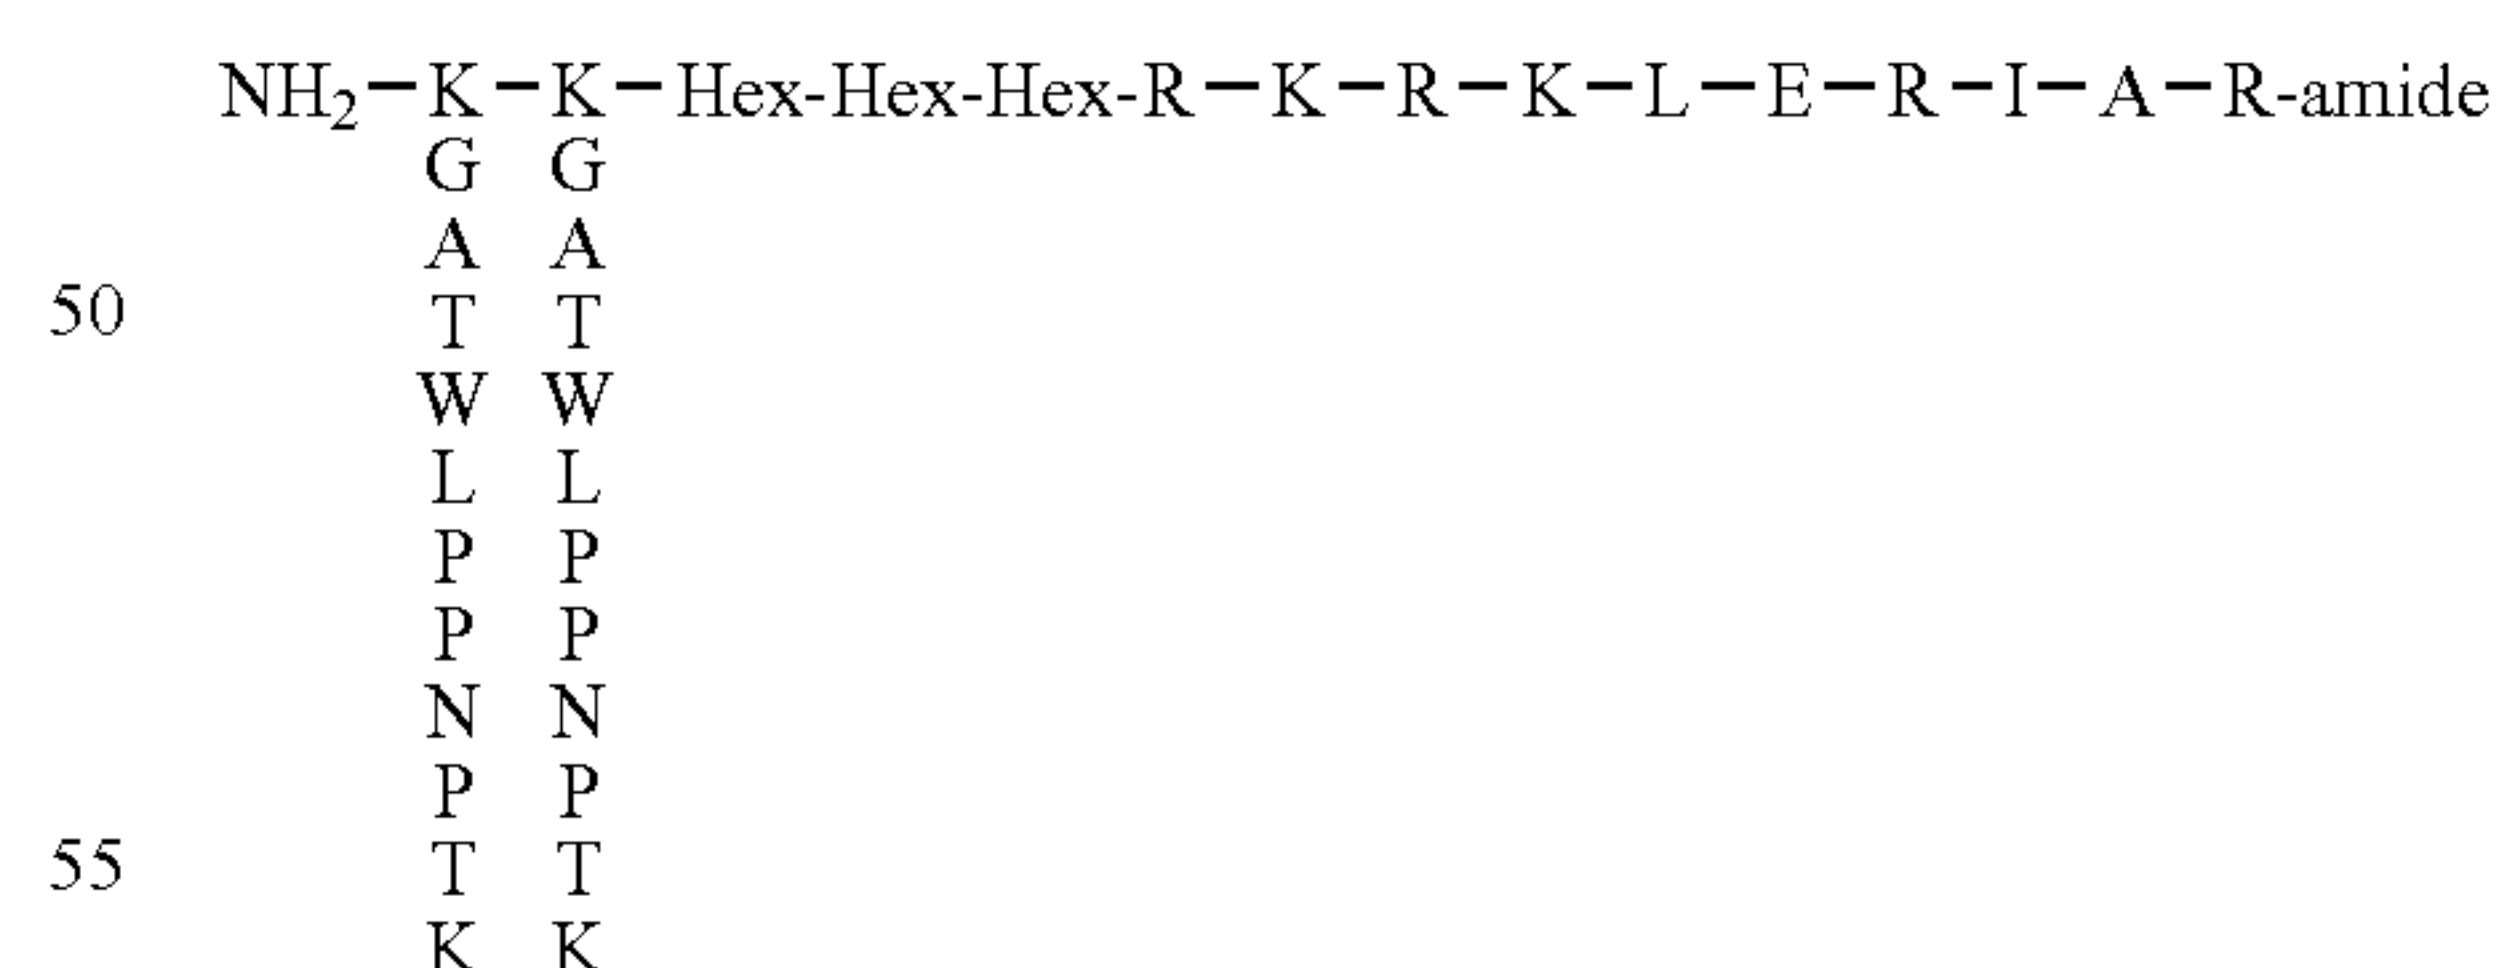 NH₂—K—K—Hex-Hex-Hex-R—K—R—K—L—E—R—I—A—R-amide
G G
A A
50 T T
W W
L L
P P
P P
N N
P P
55 T T
K K